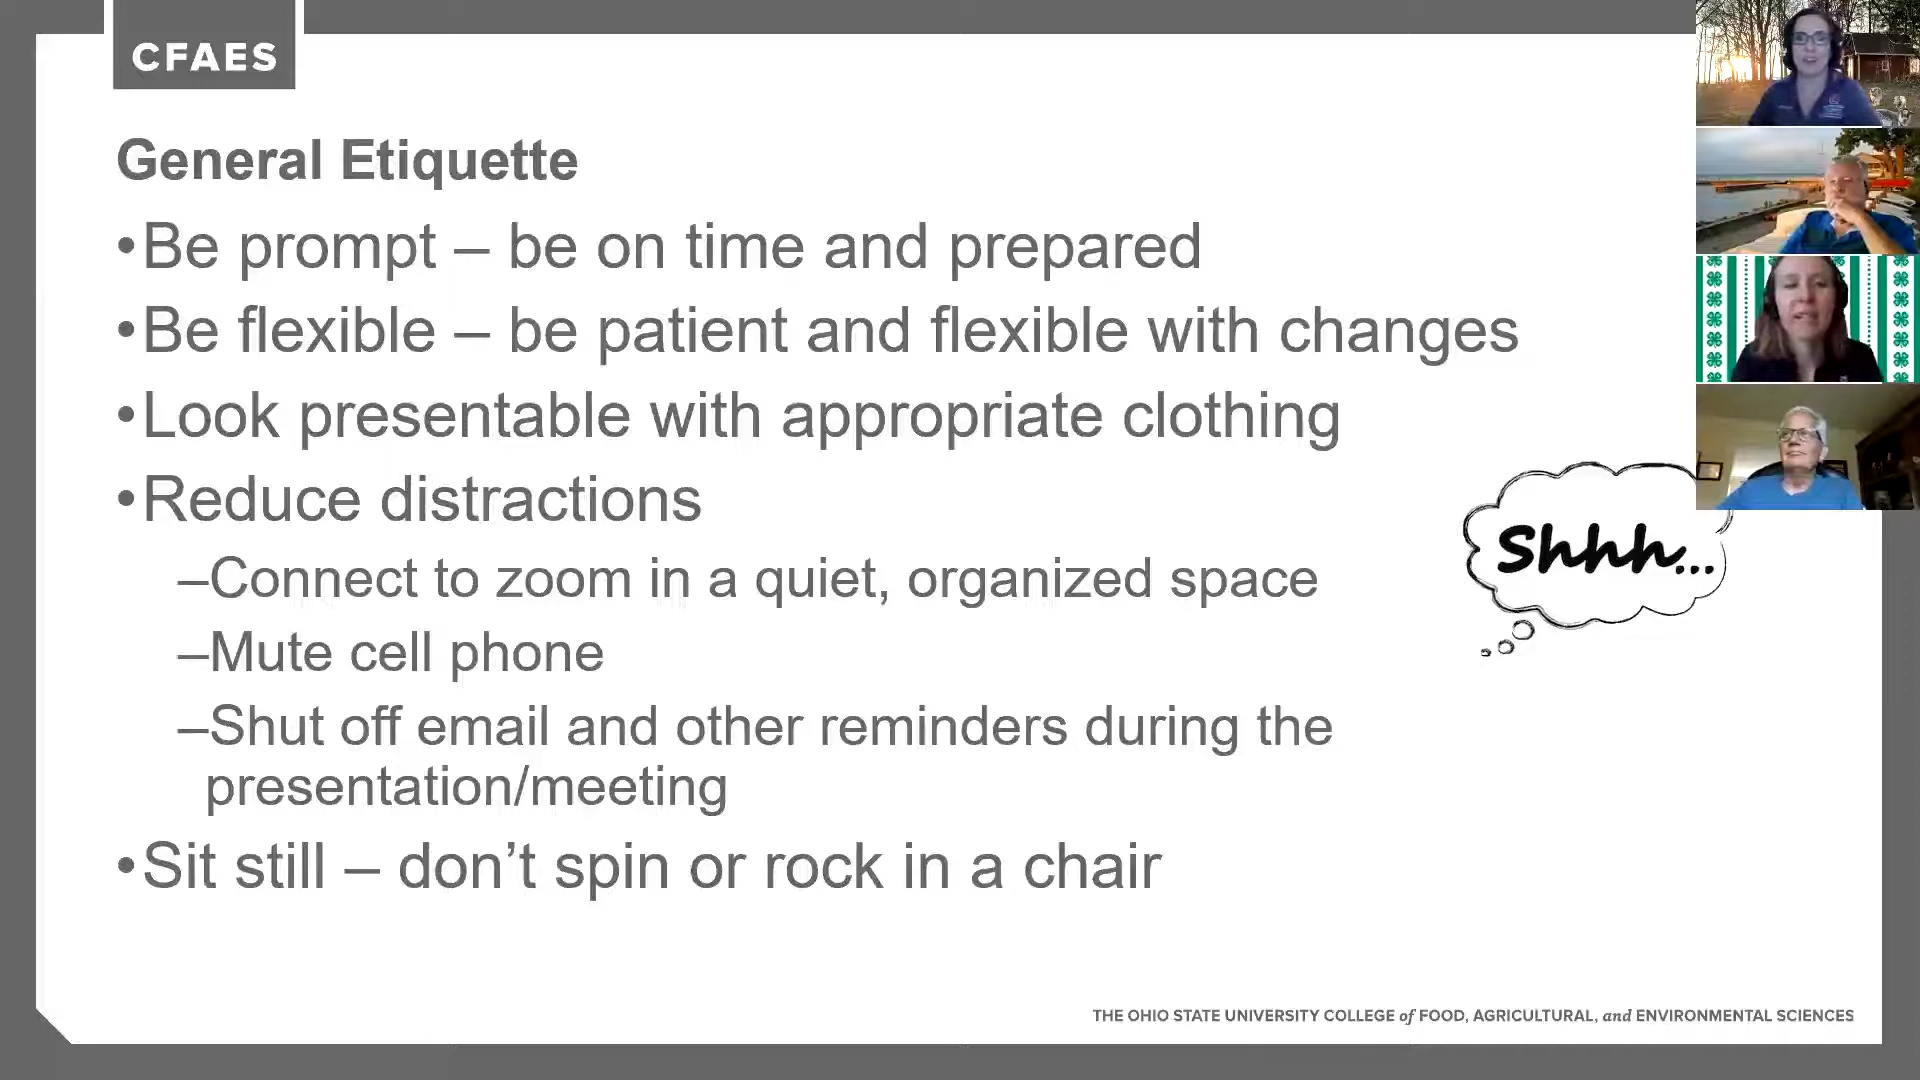 CFAES
General Etiquette
•Be prompt – be on time and prepared
•Be flexible – be patient and flexible with changes
•Look presentable with appropriate clothing
•Reduce distractions
–Connect to zoom in a quiet, organized space
–Mute cell phone
–Shut off email and other reminders during the
presentation/meeting
•Sit still – don’t spin or rock in a chair
Shhh...
THE OHIO STATE UNIVERSITY COLLEGE of FOOD, AGRICULTURAL, and ENVIRONMENTAL SCIENCES